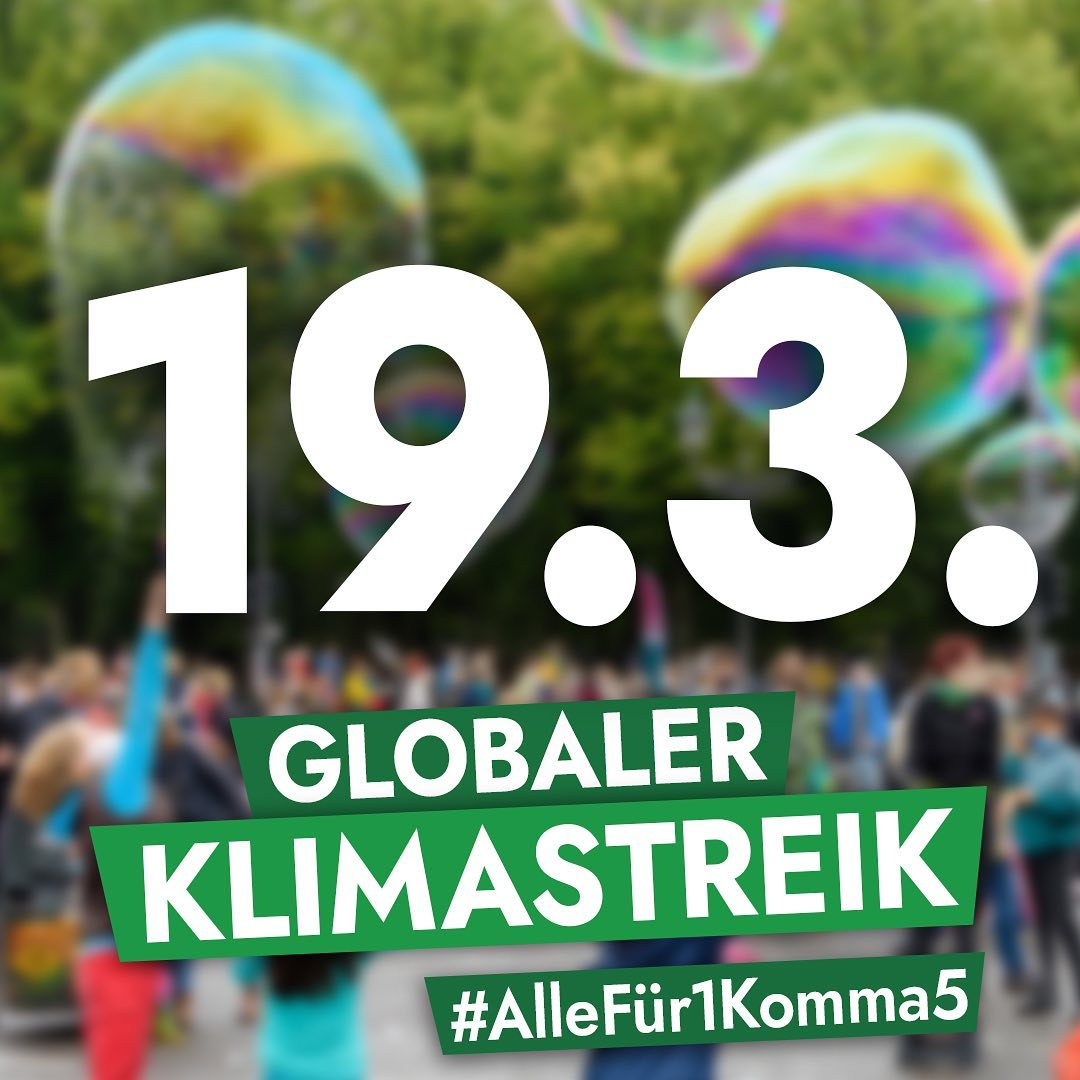 19.3.
GLOBALER
KLIMASTREIK
#AlleFür1Komma5